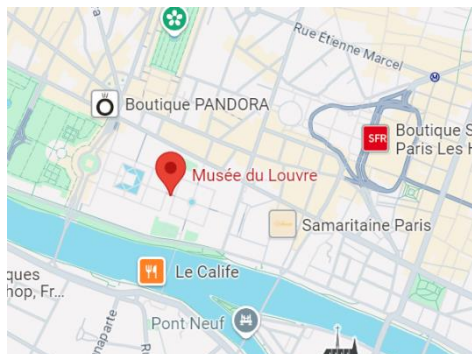 Rue Étienne Marcel
Boutique PANDORA
SFR
Boutique S
Paris Les H
Musée du Louvre
Samaritaine Paris
Le Calife
ques
hop, Fr...
Pont Neuf
onaparte